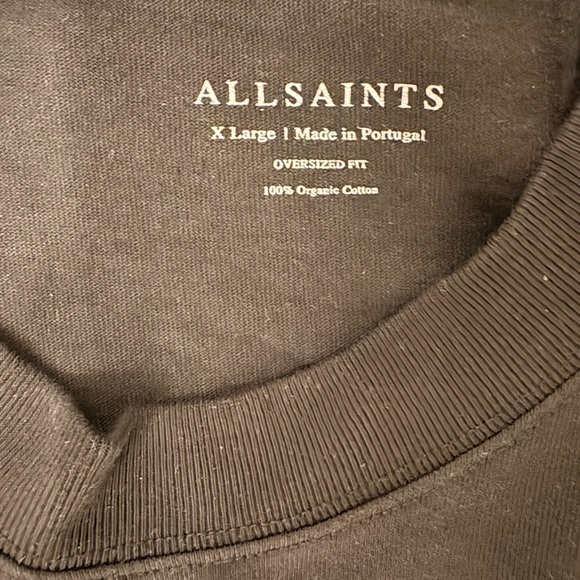 ALLSAINTS
X Large | Made in Portugal
OVERSIZED FIT
100% Organic Cotton